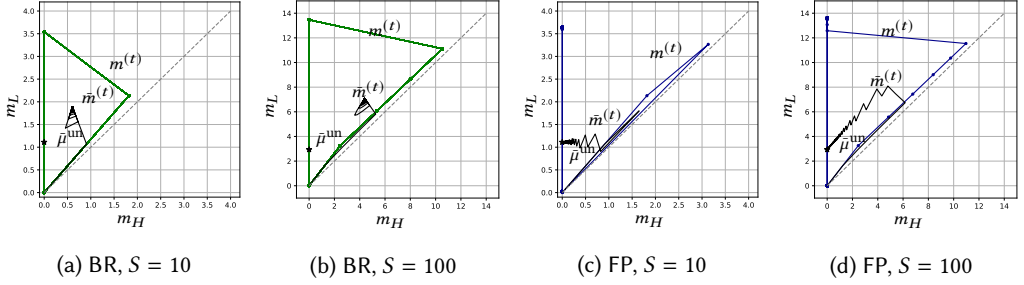 4.0
3.5
3.0
2.5
2.0
1.5
1.0
0.5
0.0
m_L
m^{(t)}
m̄^{(t)}
μ̄^{un}
0.0 0.5 1.0 1.5 2.0 2.5 3.0 3.5 4.0
m_H
(a) BR, S = 10
14
12
10
8
6
4
2
0
m_L
m^{(t)}
m̄^{(t)}
μ̄^{un}
0 2 4 6 8 10 12 14
m_H
(b) BR, S = 100
4.0
3.5
3.0
2.5
2.0
1.5
1.0
0.5
0.0
m_L
m^{(t)}
m̄^{(t)}
μ̄^{un}
0.0 0.5 1.0 1.5 2.0 2.5 3.0 3.5 4.0
m_H
(c) FP, S = 10
14
12
10
8
6
4
2
0
m_L
m^{(t)}
m̄^{(t)}
μ̄^{un}
0 2 4 6 8 10 12 14
m_H
(d) FP, S = 100